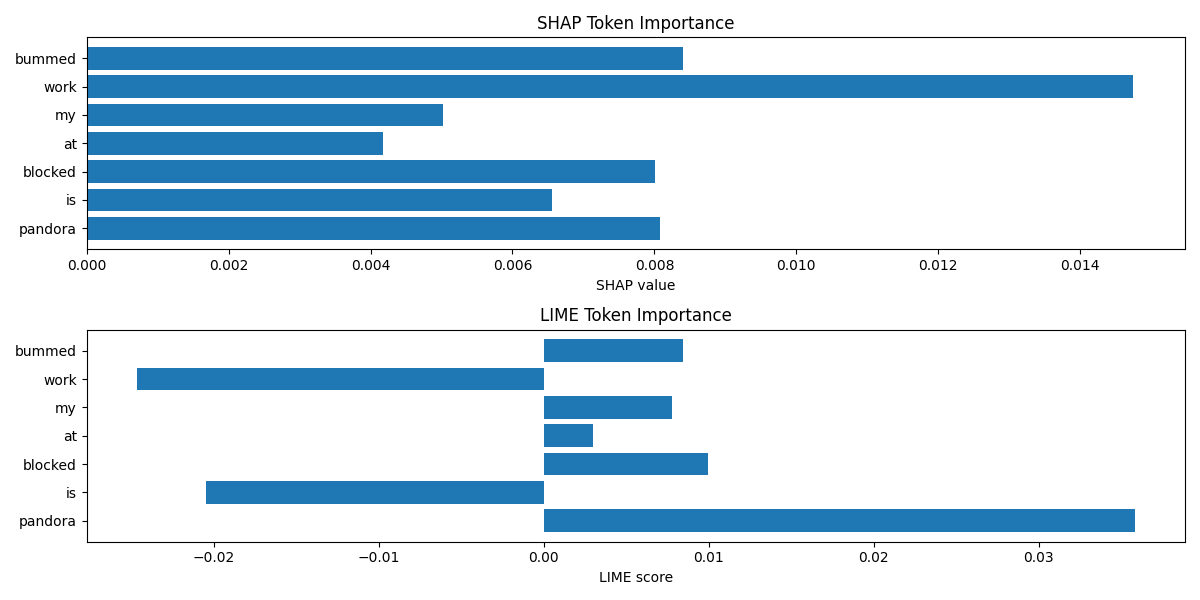 SHAP Token Importance
bummed
work
my
at
blocked
is
pandora
0.000 0.002 0.004 0.006 0.008 0.010 0.012 0.014
SHAP value
LIME Token Importance
bummed
work
my
at
blocked
is
pandora
−0.02 −0.01 0.00 0.01 0.02 0.03
LIME score